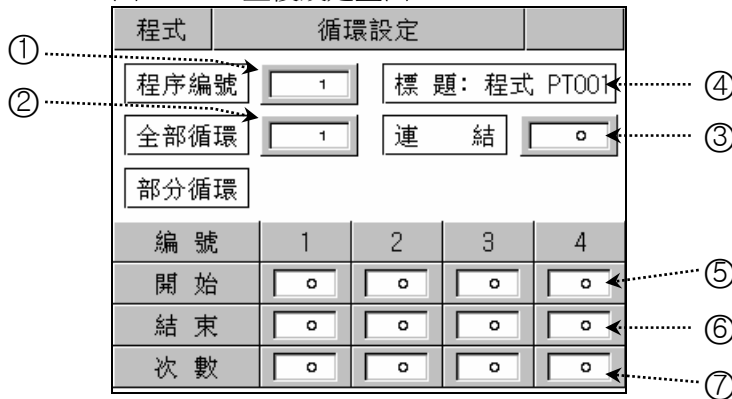 程式 循環設定
① 程序編號 1 標 題：程式 PT001 ④
② 全部循環 1 連 結 0 ③
部分循環
編 號 1 2 3 4
開 始 0 0 0 0 ⑤
結 束 0 0 0 0 ⑥
次 數 0 0 0 0 ⑦